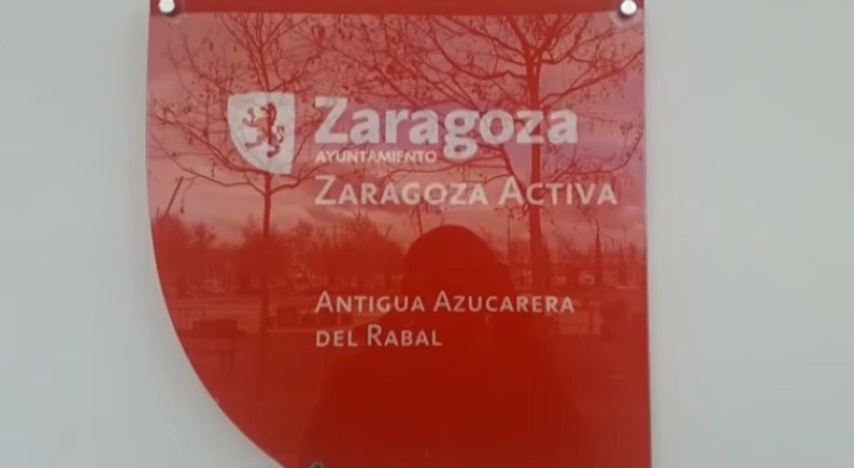 Zaragoza
AYUNTAMIENTO
ZARAGOZA ACTIVA
ANTIGUA AZUCARERA
DEL RABAL